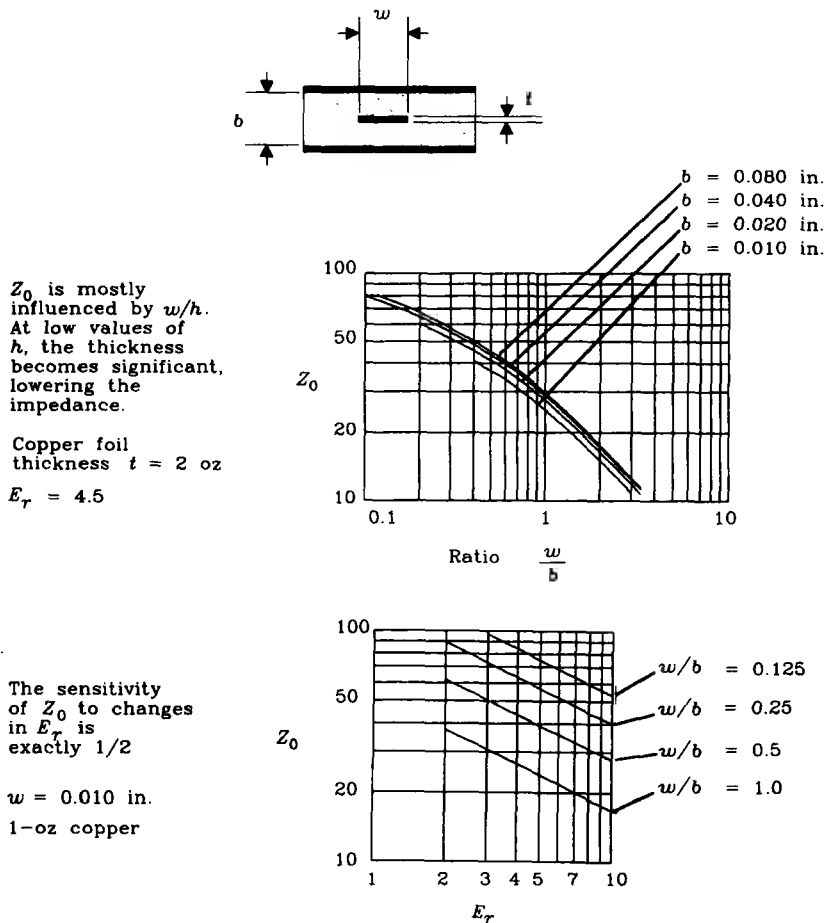 w
b
t
b = 0.080 in.
b = 0.040 in.
b = 0.020 in.
b = 0.010 in.
Z0 is mostly
influenced by w/h.
At low values of
h, the thickness
becomes significant,
lowering the
impedance.
Copper foil
thickness t = 2 oz
Er = 4.5
Z0
100
50
20
10
0.1
1
10
Ratio w/b
The sensitivity
of Z0 to changes
in Er is
exactly 1/2
w = 0.010 in.
1-oz copper
Z0
100
50
20
10
1
2
3
4
5
7
10
Er
w/b = 0.125
w/b = 0.25
w/b = 0.5
w/b = 1.0